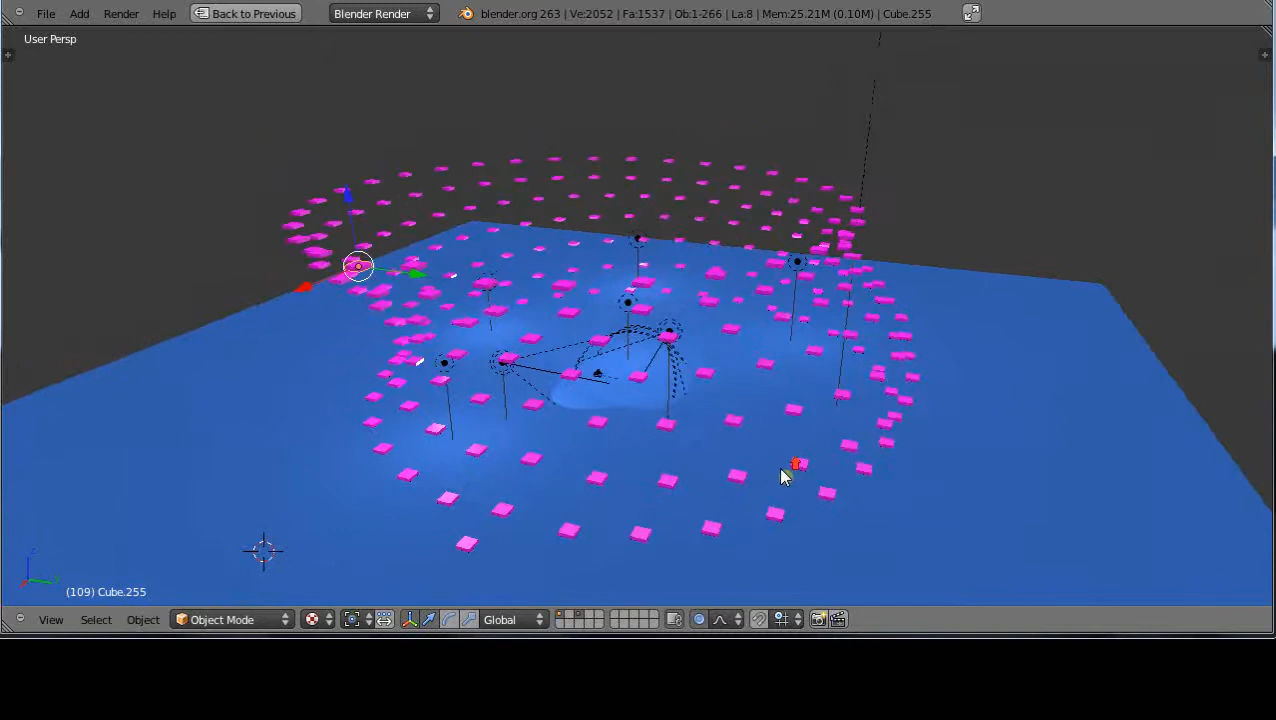 File Add Render Help Back to Previous Blender Render blender.org 263 | Ve:2052 | Fa:1537 | Ob:1-266 | La:8 | Mem:25.21M (0.10M) | Cube.255
User Persp
(109) Cube.255
View Select Object Object Mode Global